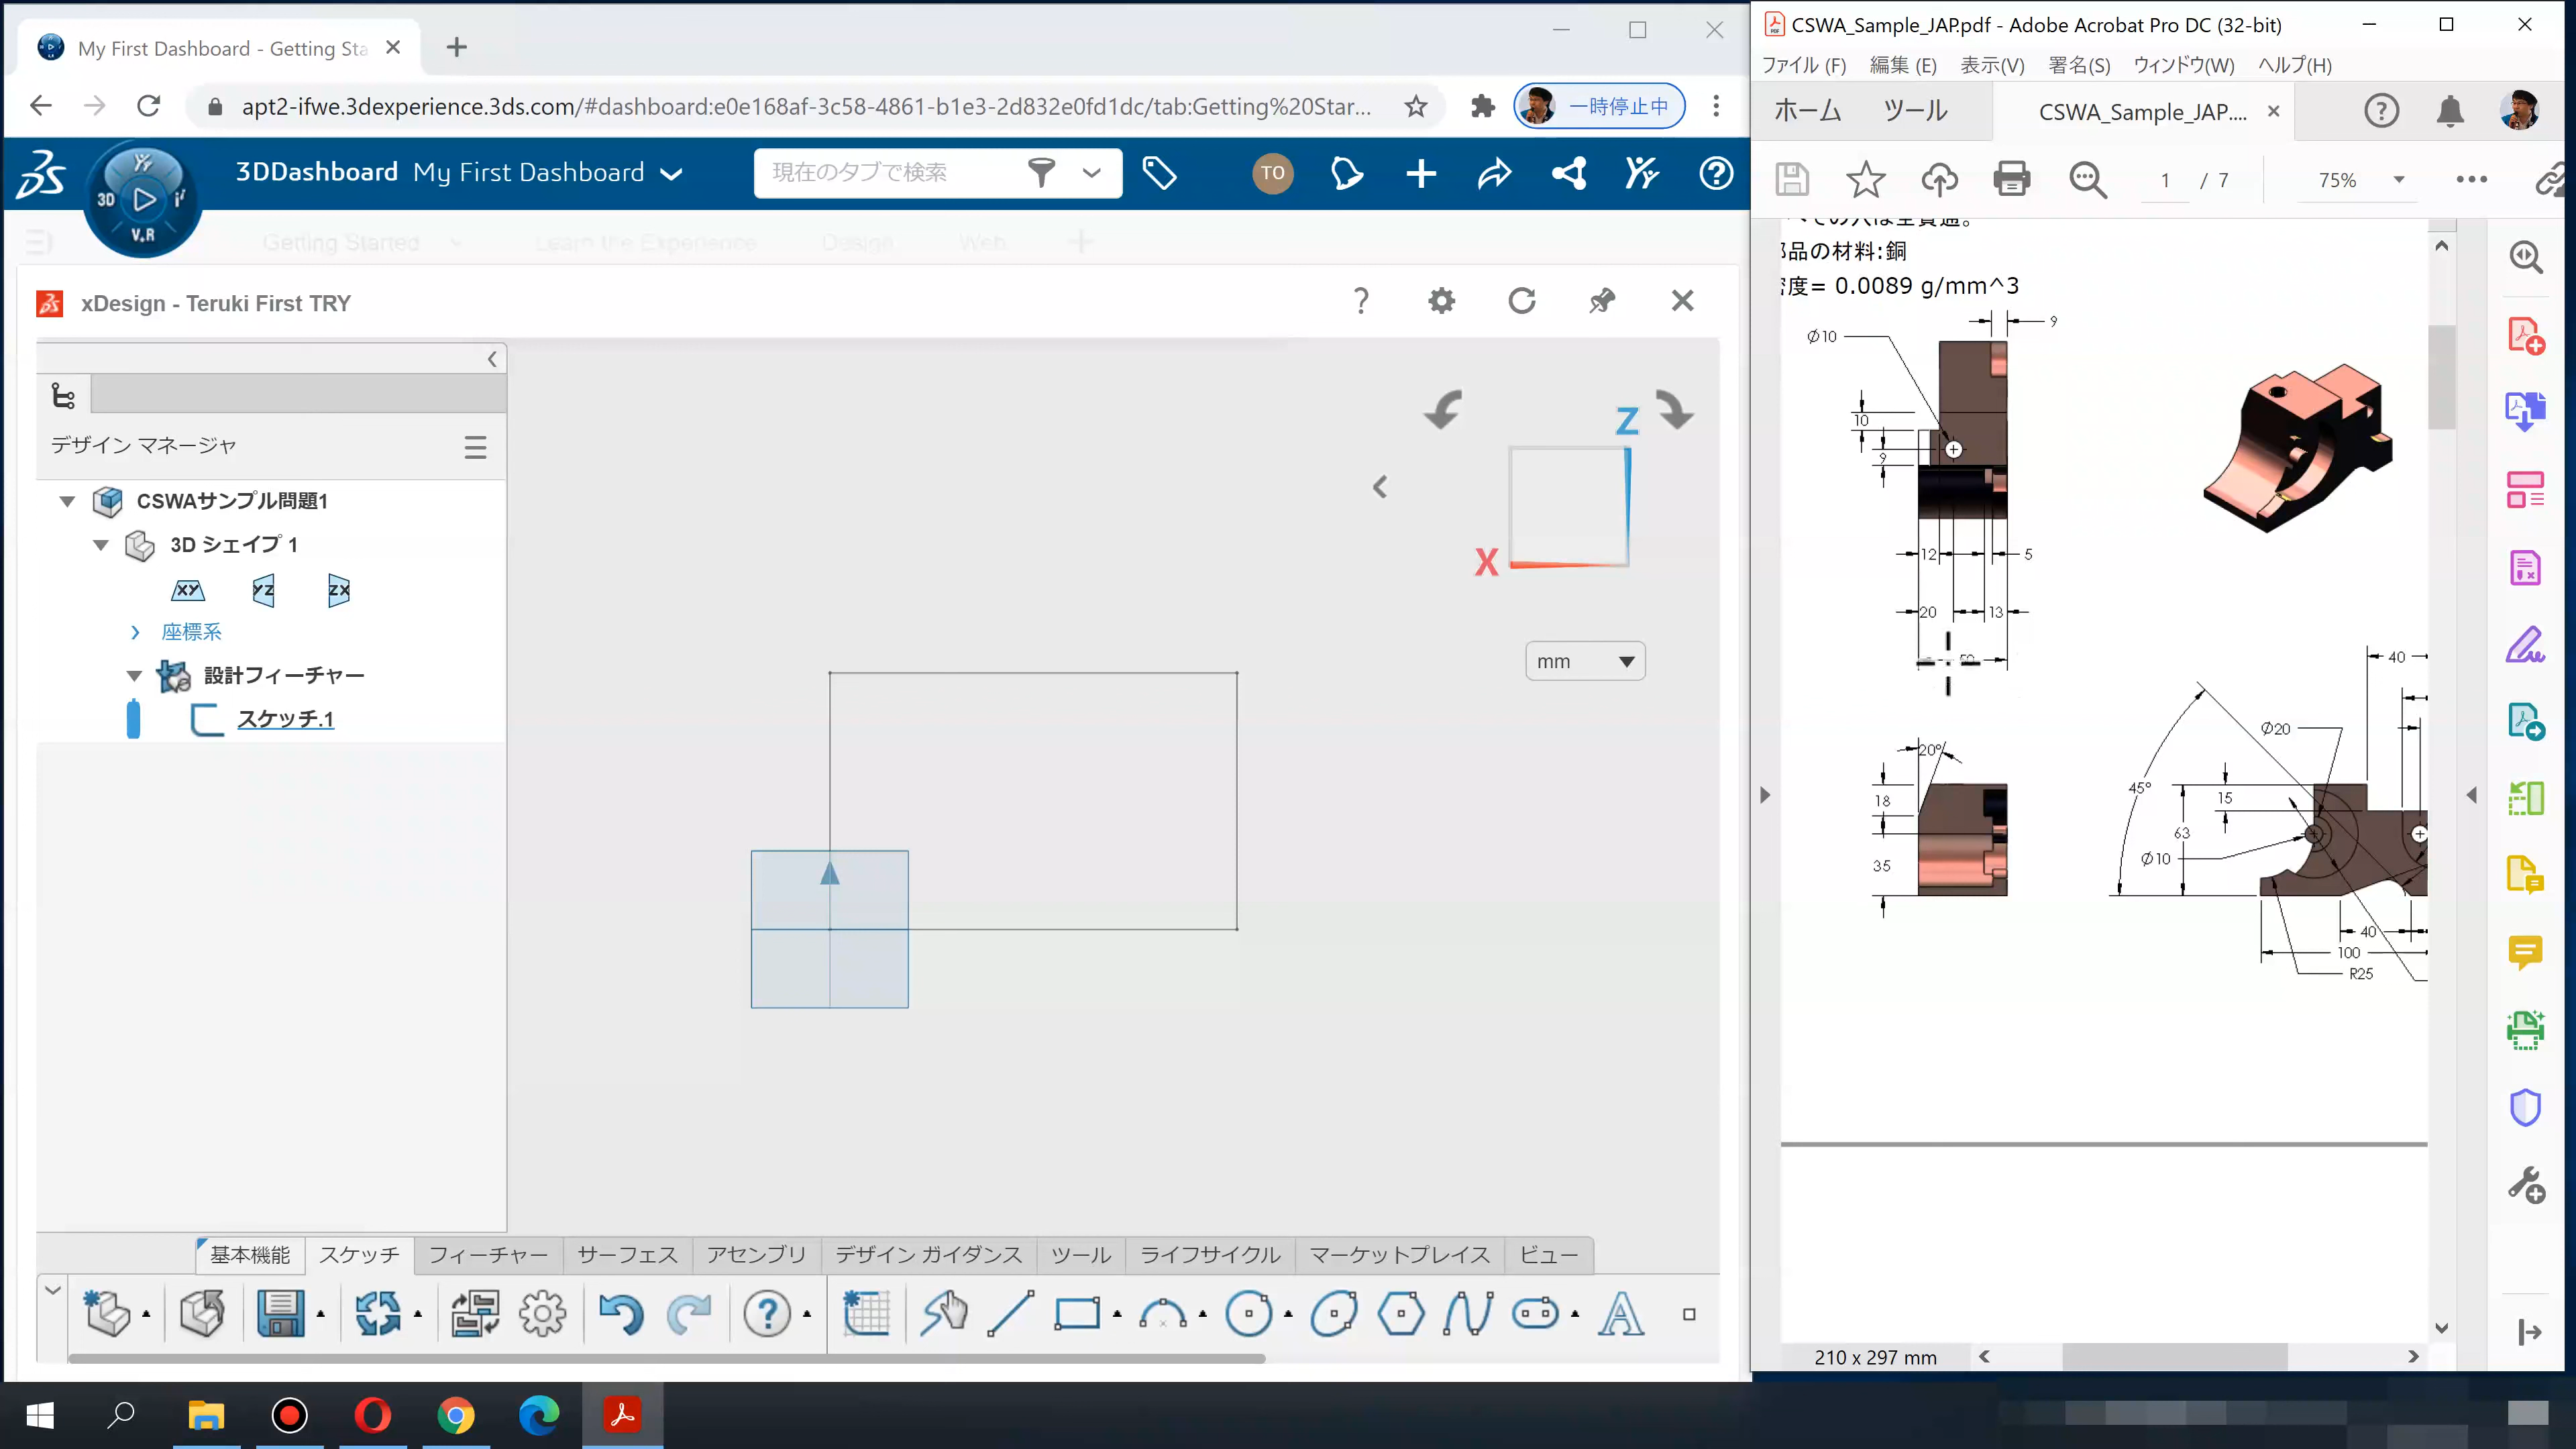 My First Dashboard - Getting Sta
apt2-ifwe.3dexperience.3ds.com/#dashboard:e0e168af-3c58-4861-b1e3-2d832e0fd1dc/tab:Getting%20Star...
一時停止中
3D
V.R
3DDashboard My First Dashboard
現在のタブで検索
TO
Getting Started
Learn the Experience
Design
Web
xDesign - Teruki First TRY
デザイン マネージャ
CSWAサンプル問題1
3D シェイプ 1
XY
YZ
ZX
座標系
設計フィーチャー
スケッチ.1
Z
X
mm
基本機能
スケッチ
フィーチャー
サーフェス
アセンブリ
デザイン ガイダンス
ツール
ライフサイクル
マーケットプレイス
ビュー
CSWA_Sample_JAP.pdf - Adobe Acrobat Pro DC (32-bit)
ファイル (F)
編集 (E)
表示(V)
署名(S)
ウィンドウ(W)
ヘルプ(H)
ホーム
ツール
CSWA_Sample_JAP....
1 / 7
75%
品の材料:銅
度= 0.0089 g/mm^3
9
Ø10
10
9
12
5
20
13
40
20°
18
35
Ø20
45°
15
63
Ø10
40
100
R25
210 x 297 mm